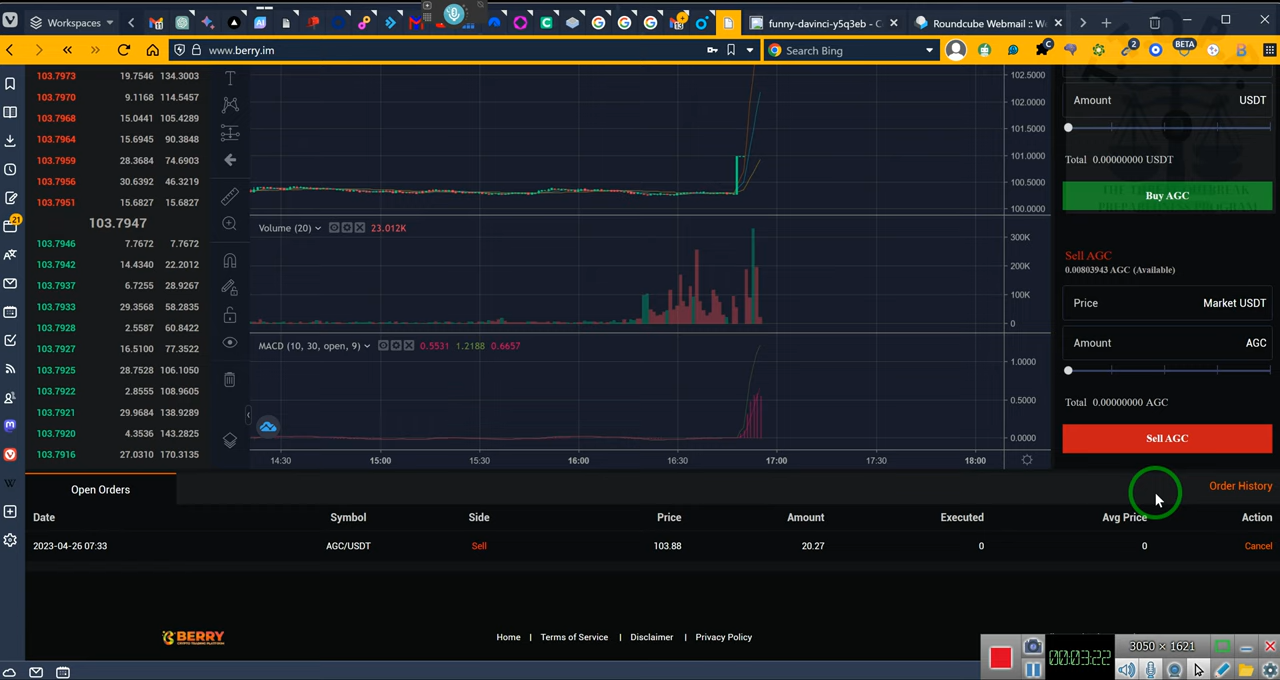 Workspaces
funny-davinci-y5q3eb - C
Roundcube Webmail :: W
www.berry.im
Search Bing
C
2
BETA
21
103.7973 19.7546 134.3003
103.7970 9.1168 114.5457
103.7968 15.0441 105.4289
103.7964 15.6945 90.3848
103.7959 28.3684 74.6903
103.7956 30.6392 46.3219
103.7951 15.6827 15.6827
103.7947
103.7946 7.7672 7.7672
103.7942 14.4340 22.2012
103.7937 6.7255 28.9267
103.7933 29.3568 58.2835
103.7928 2.5587 60.8422
103.7927 16.5100 77.3522
103.7925 28.7528 106.1050
103.7922 2.8555 108.9605
103.7921 29.9684 138.9289
103.7920 4.3536 143.2825
103.7916 27.0310 170.3135
102.5000
102.0000
101.5000
101.0000
100.5000
100.0000
Volume (20) 23.012K
300K
200K
100K
0
MACD (10, 30, open, 9) 0.5531 1.2188 0.6657
1.0000
0.5000
0.0000
14:30 15:00 15:30 16:00 16:30 17:00 17:30 18:00
Amount USDT
Total 0.00000000 USDT
Buy AGC
Sell AGC
0.00803943 AGC (Available)
Price Market USDT
Amount AGC
Total 0.00000000 AGC
Sell AGC
Open Orders
Order History
Date Symbol Side Price Amount Executed Avg Price Action
2023-04-26 07:33 AGC/USDT Sell 103.88 20.27 0 0 Cancel
BERRY
Home | Terms of Service | Disclaimer | Privacy Policy
3050 × 1621
00:03:22